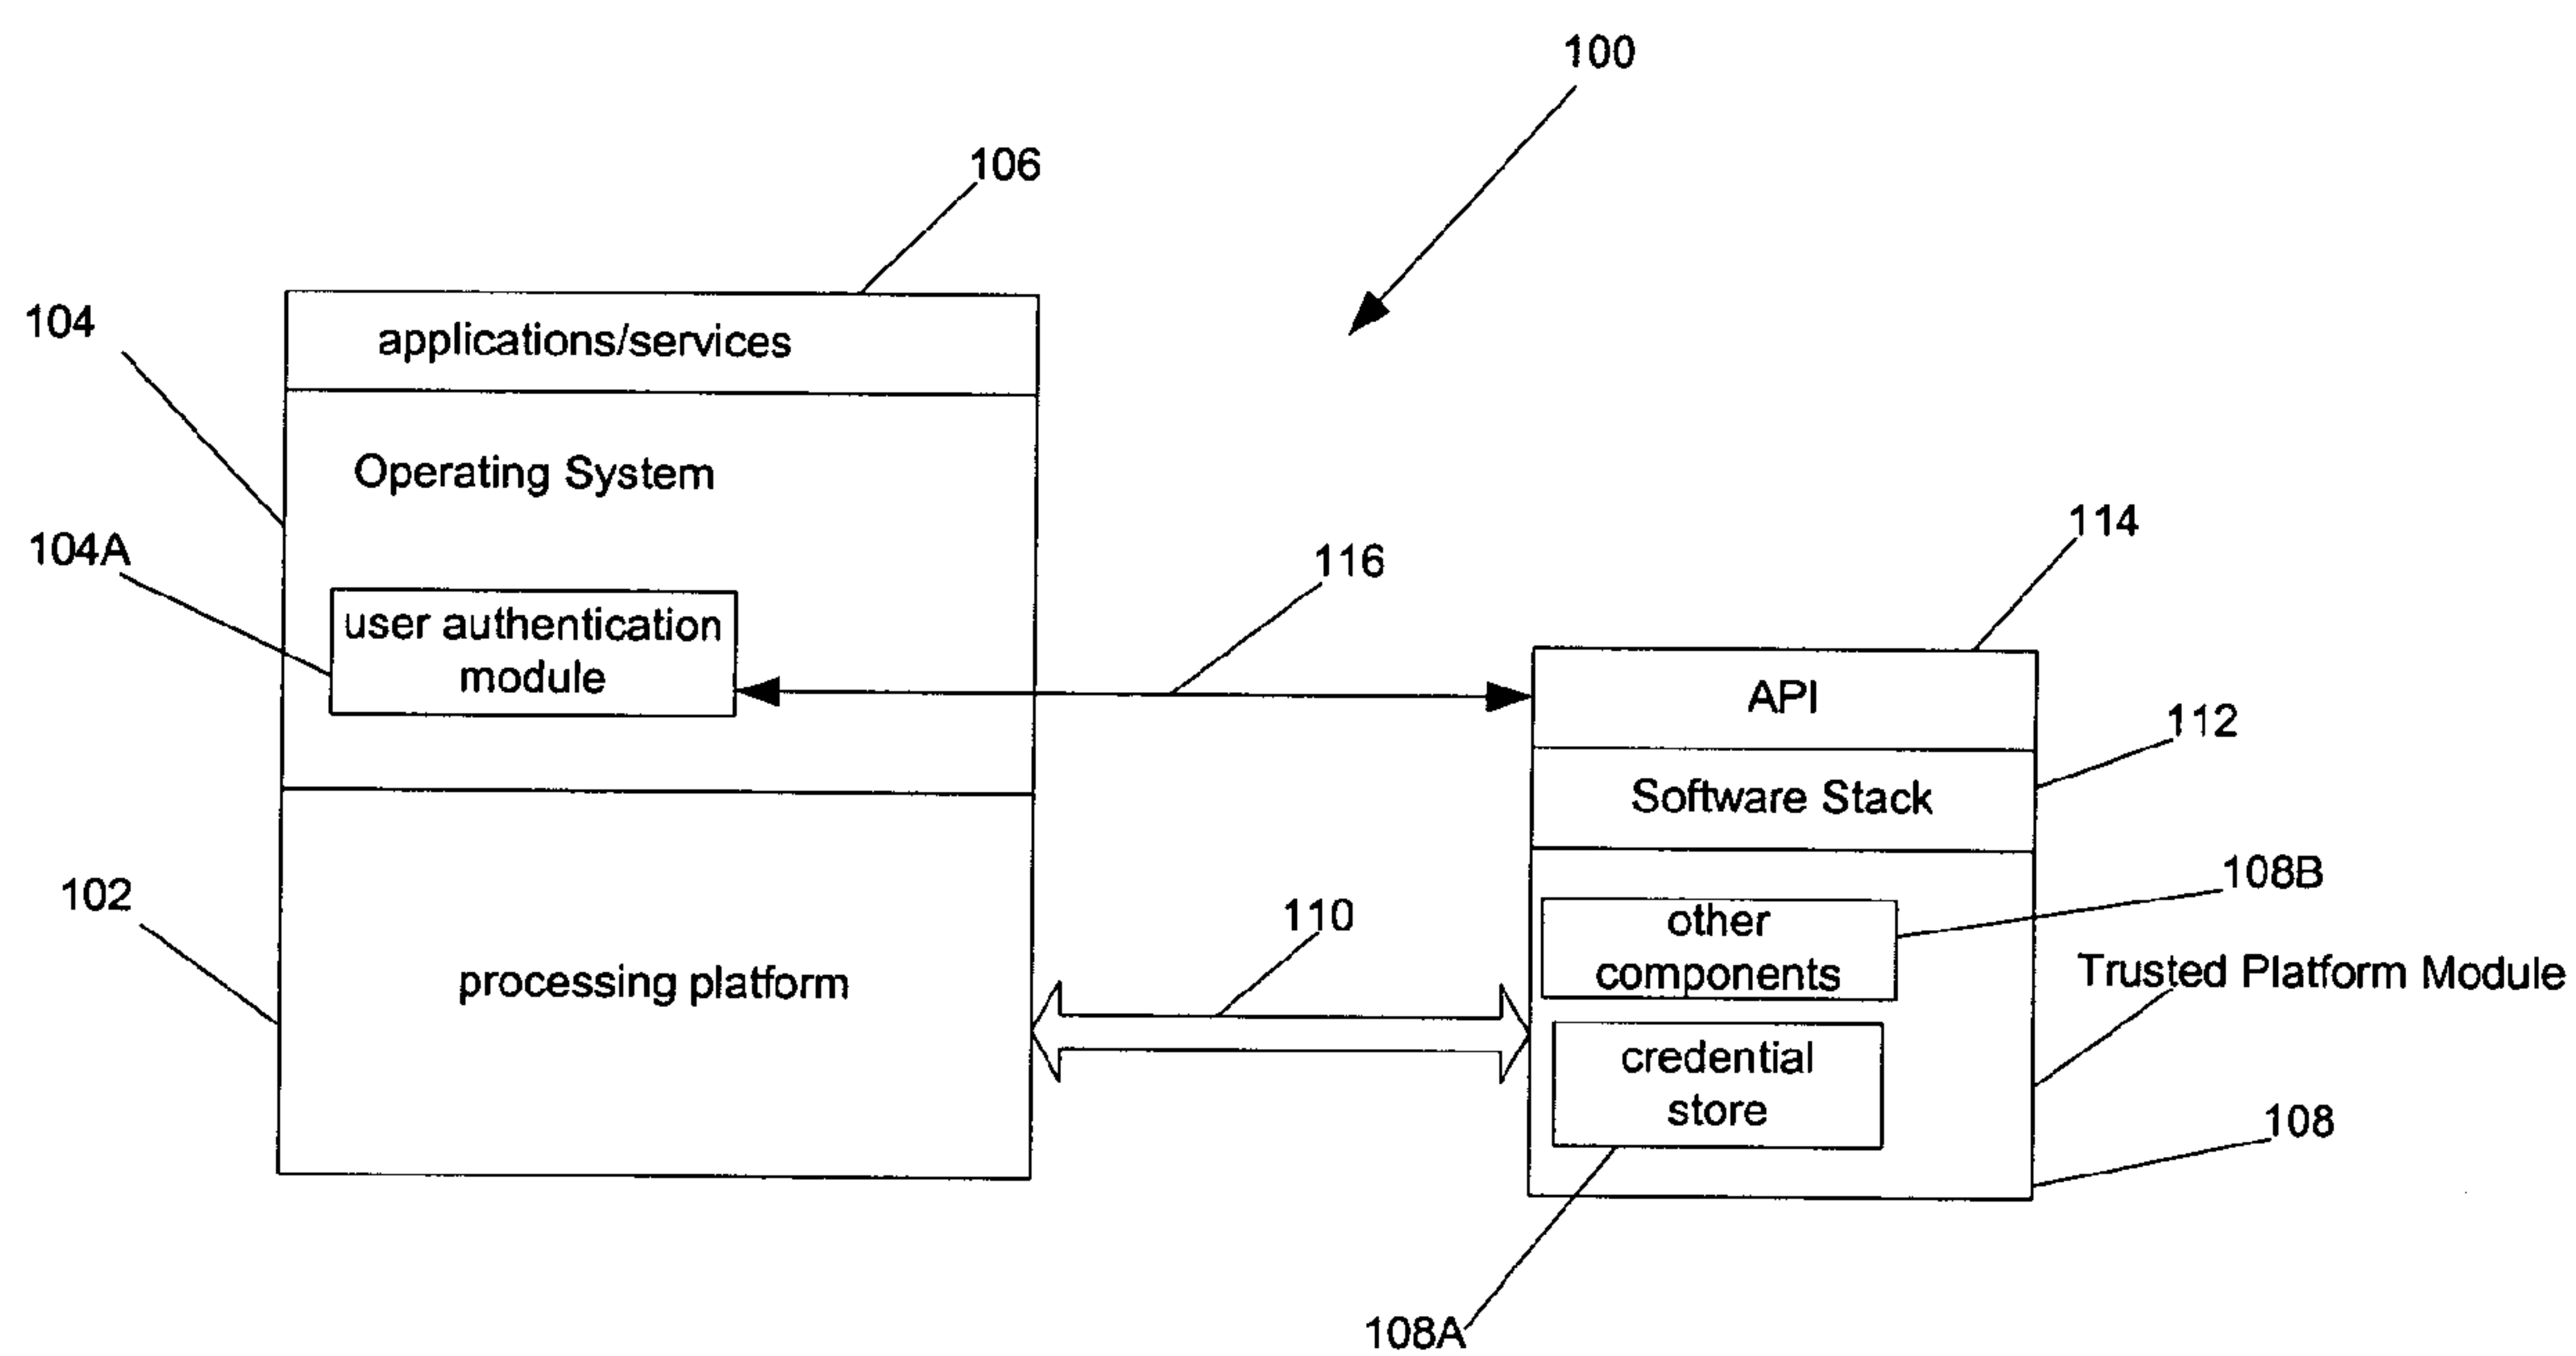 100
106
104
applications/services
Operating System
104A
user authentication
module
116
114
API
112
Software Stack
102
processing platform
110
108B
other
components
Trusted Platform Module
credential
store
108
108A